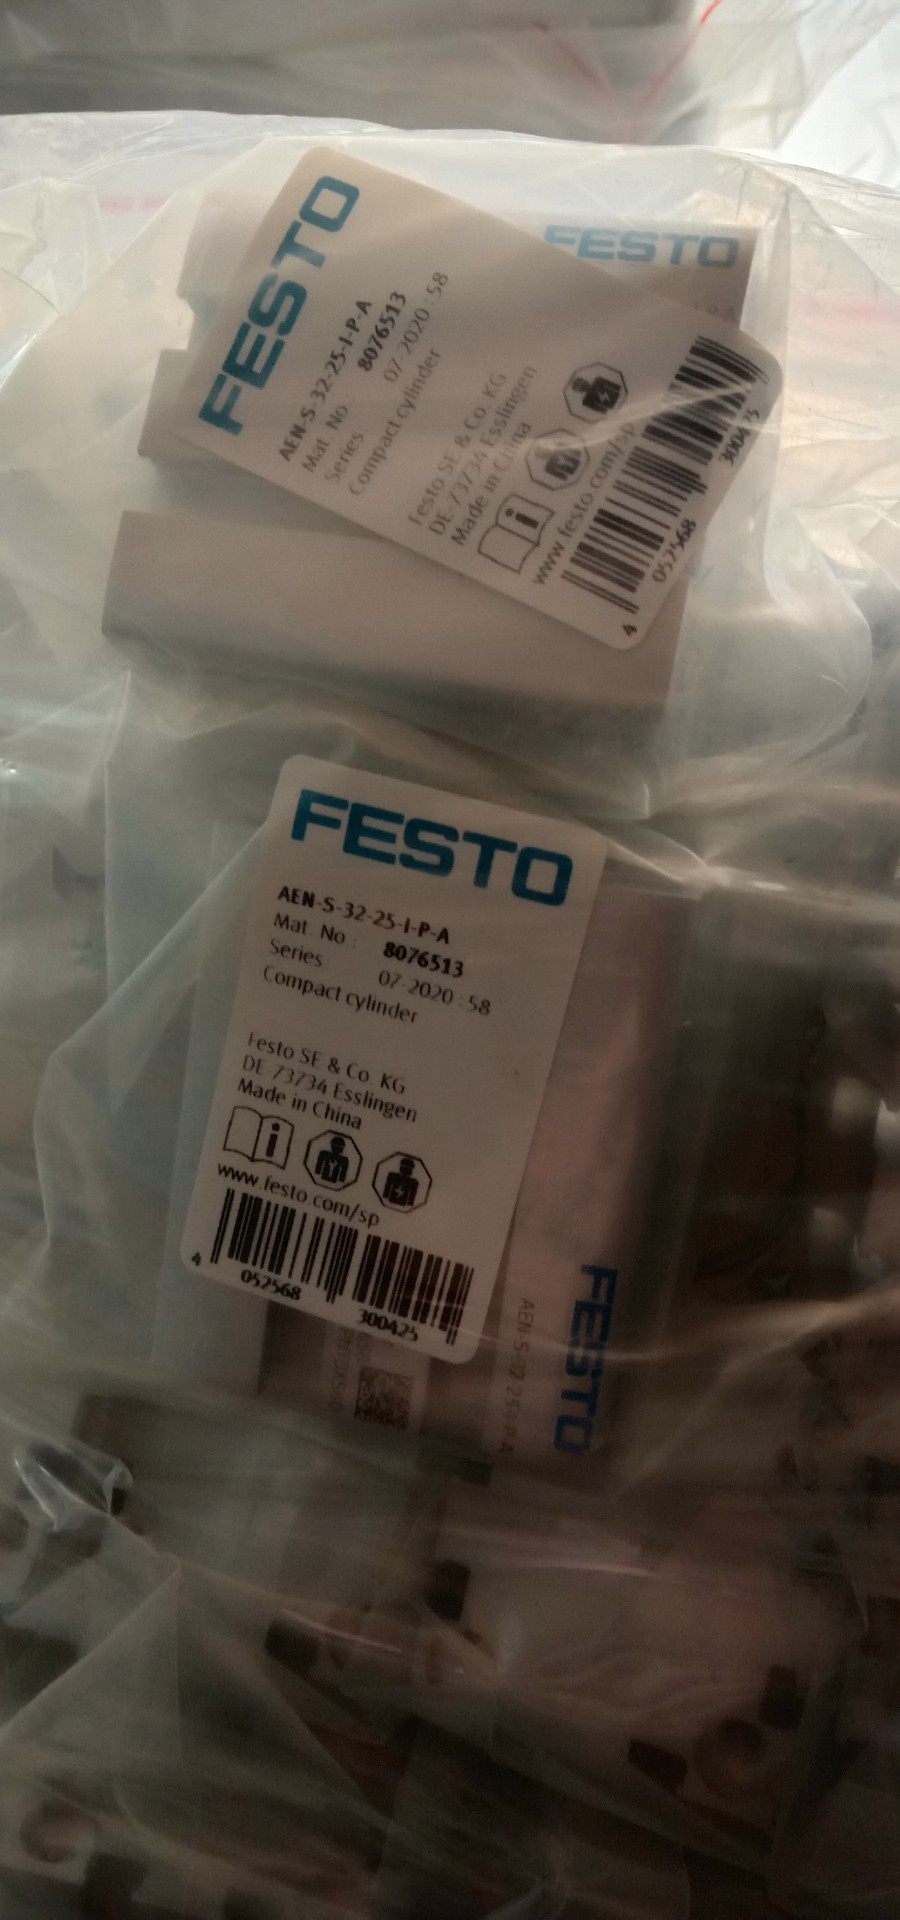 FESTO
AEN-S-32-25-I-P-A
Mat. No
8076513
Series
07-2020 : 58
Compact cylinder
Festo SE & Co. KG
DE-73734 Esslingen
Made in China
www.festo.com/sp
4 052568 300425
FESTO
FESTO
AEN-S-32-25-I-P-A
Mat. No :
8076513
Series
07-2020 : 58
Compact cylinder
Festo SE & Co. KG
DE-73734 Esslingen
Made in China
www.festo.com/sp
4 052568 300425
FESTO
AEN-S-32-25-I-P-A